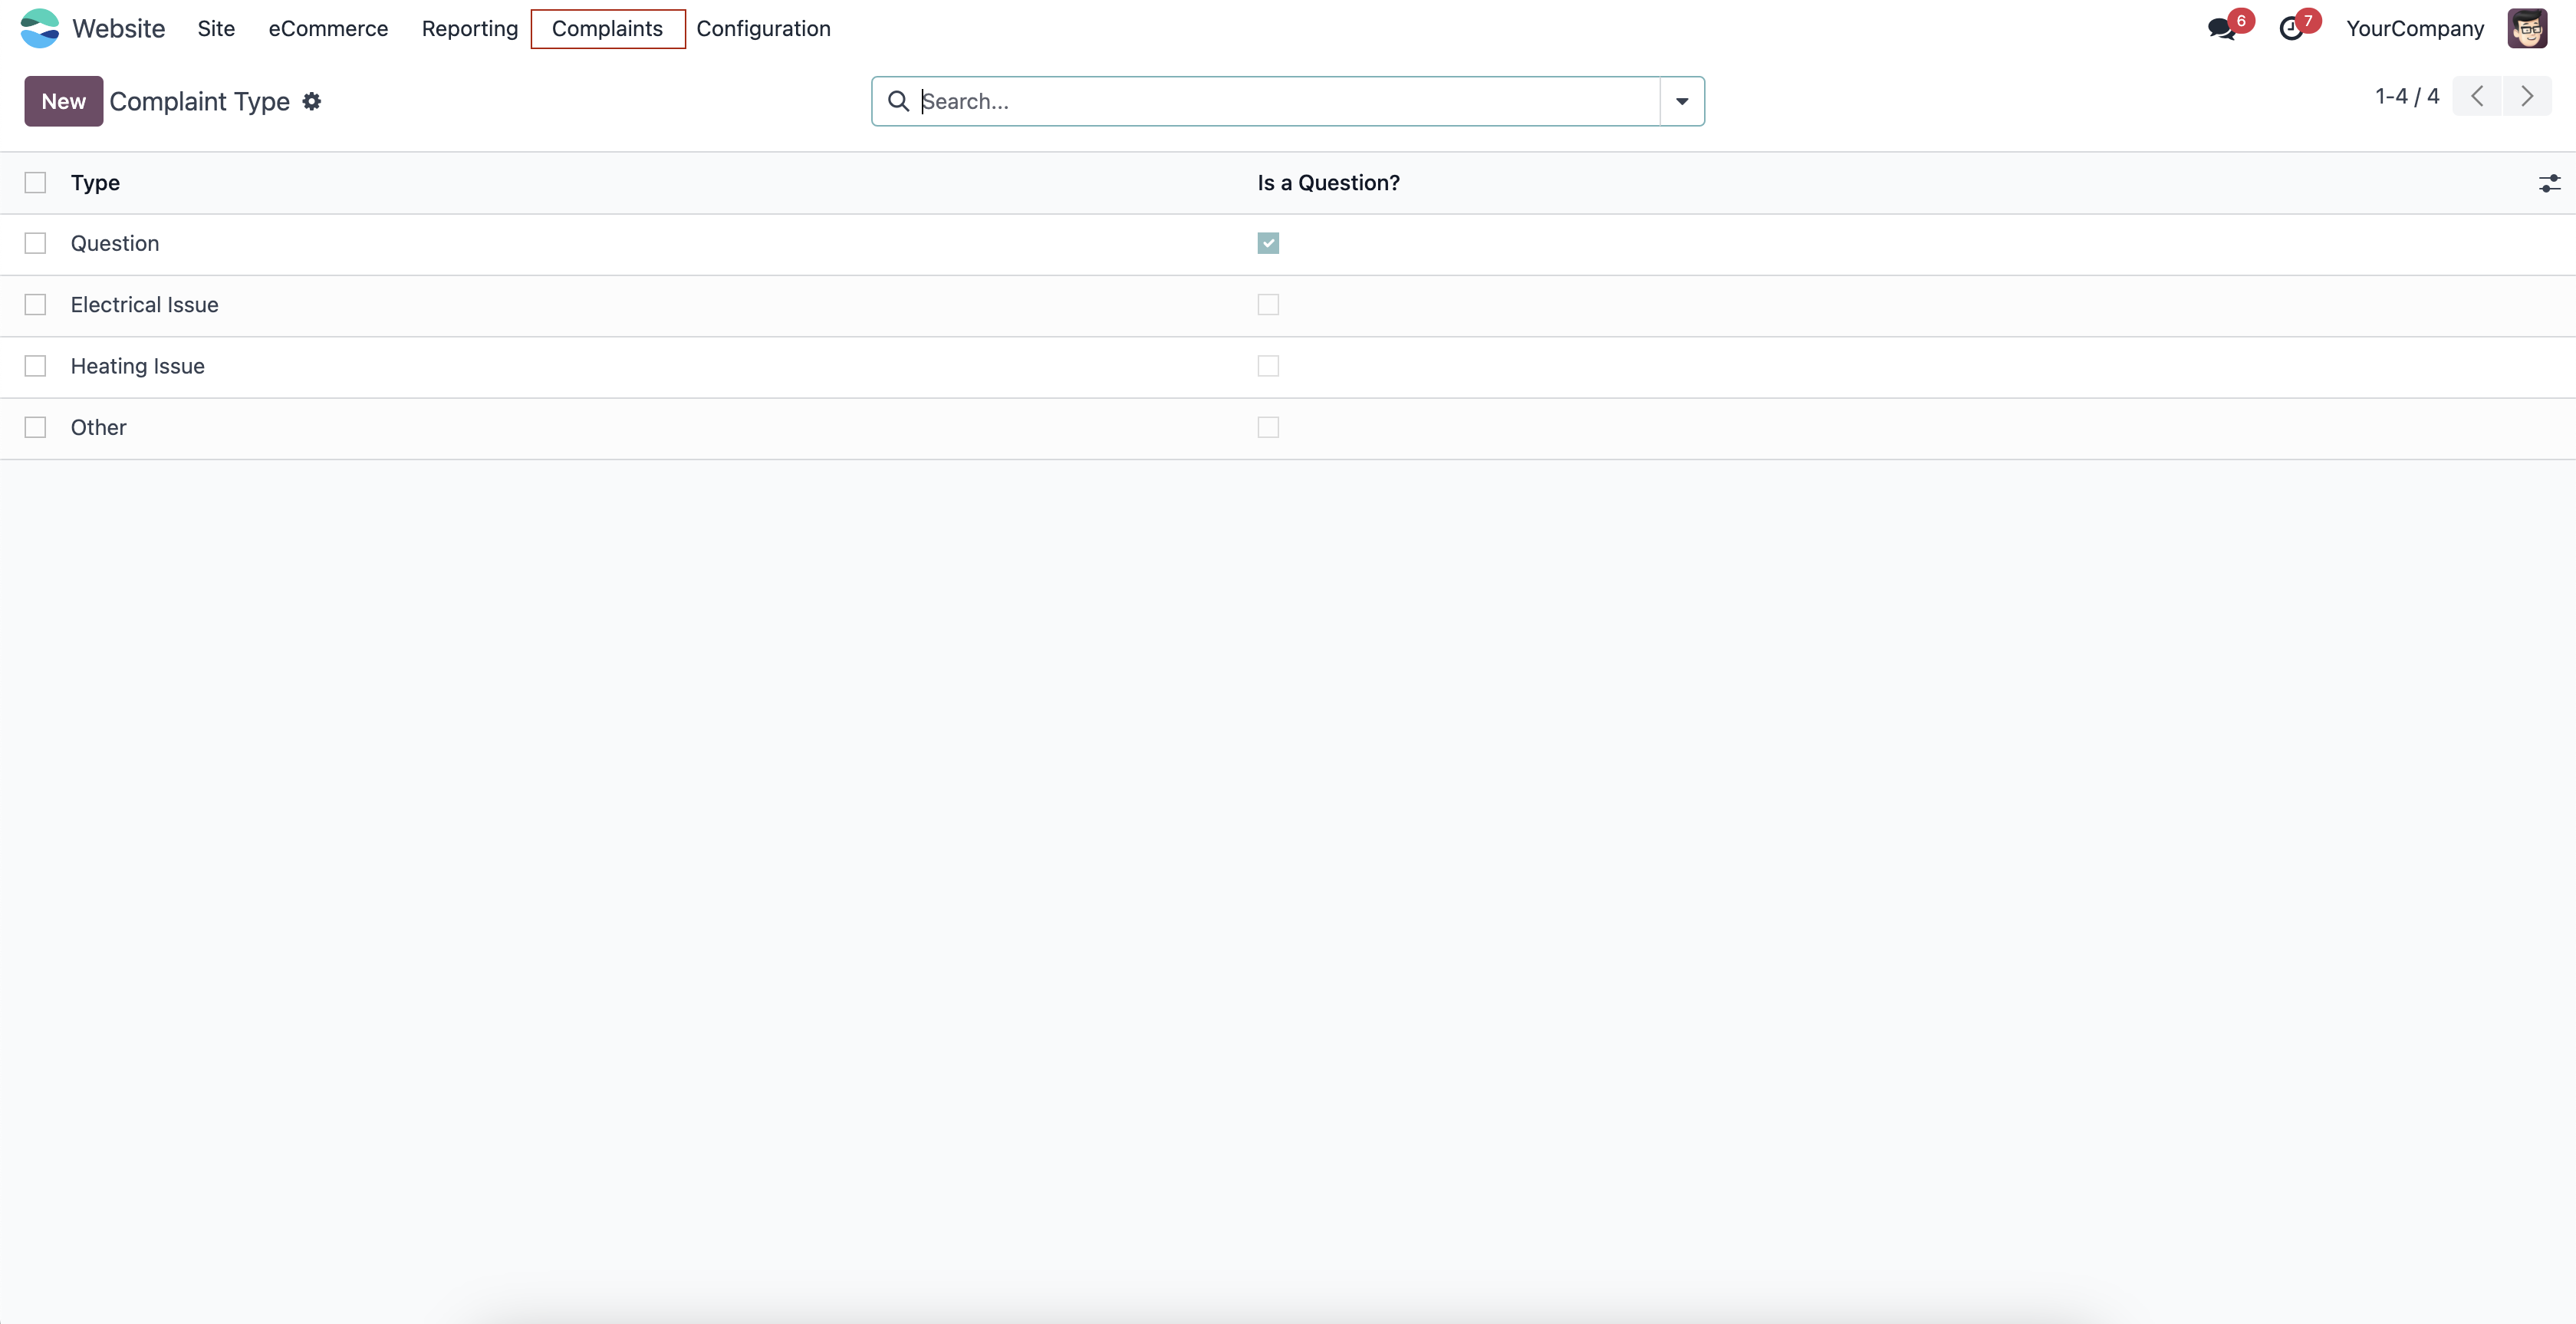 Website Site eCommerce Reporting Complaints Configuration 6 7 YourCompany
New Complaint Type Search... 1-4 / 4
Type Is a Question?
Question
Electrical Issue
Heating Issue
Other